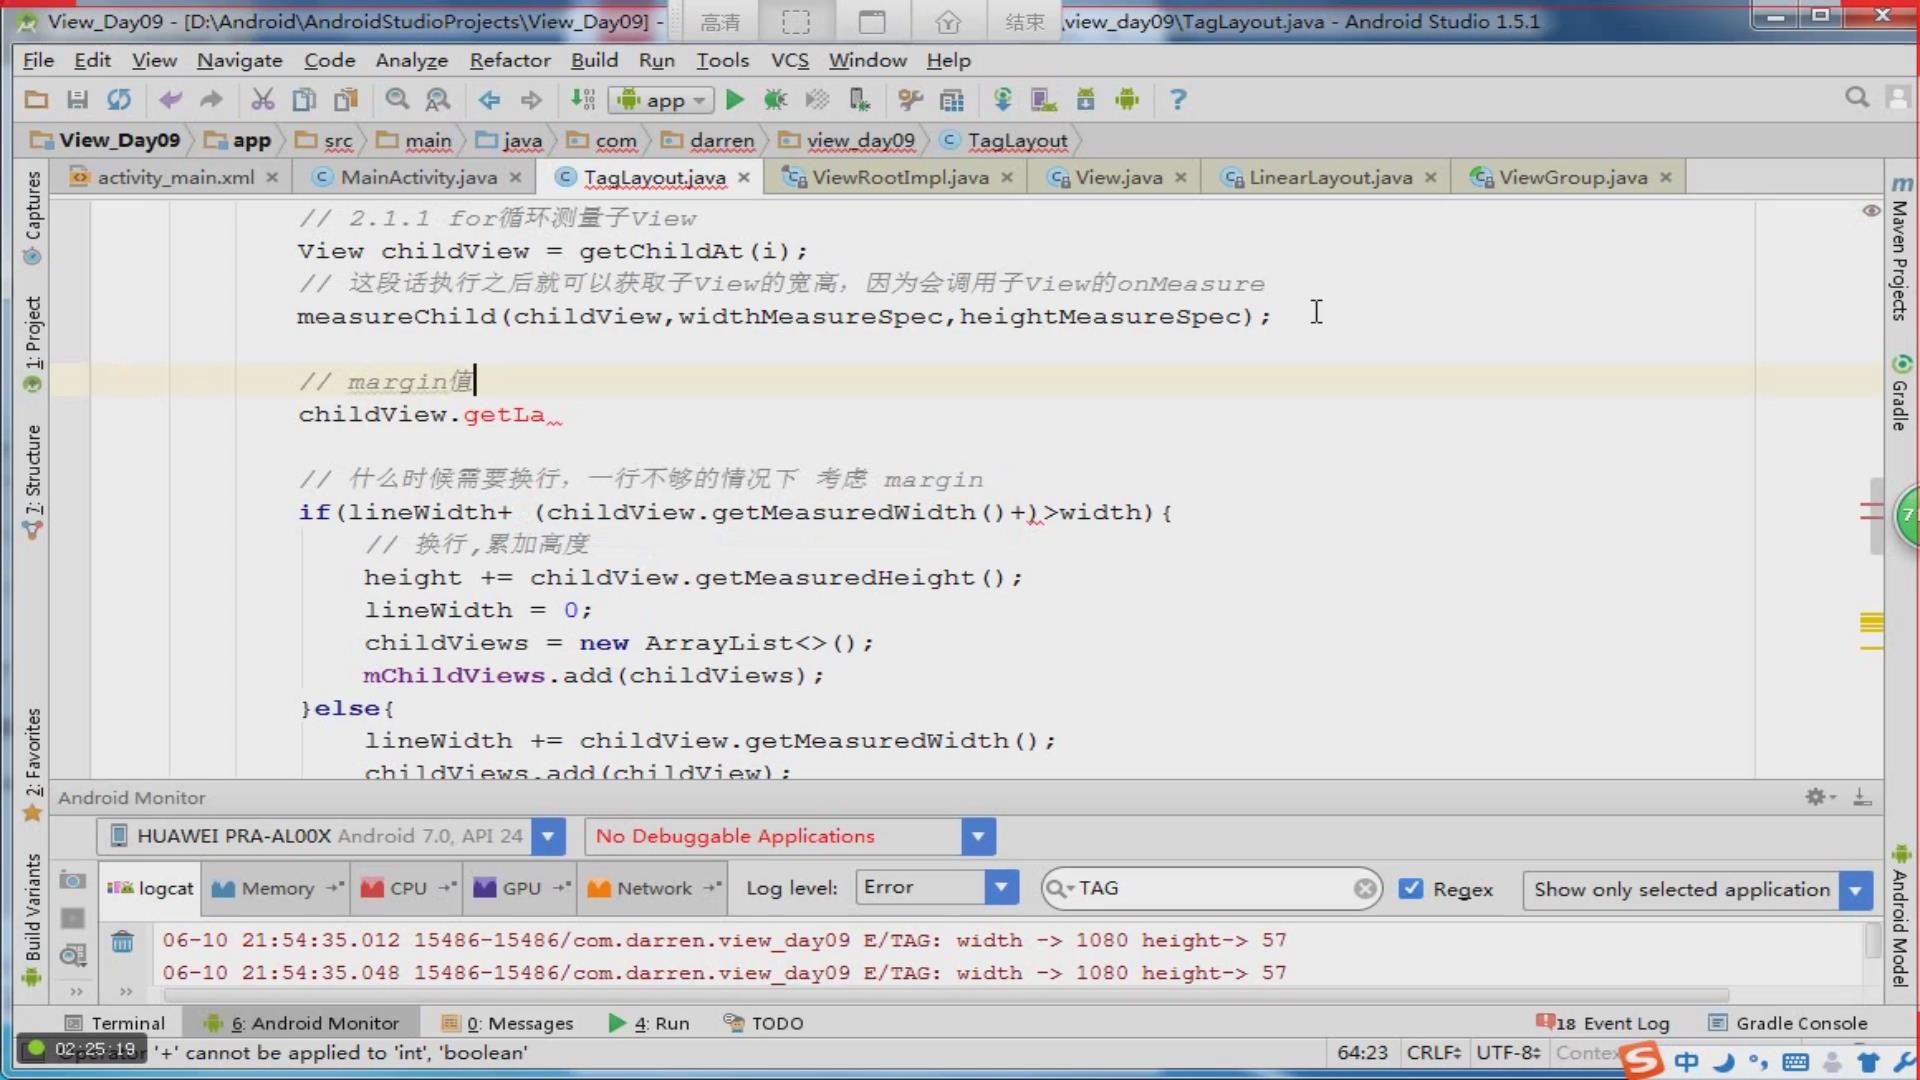 View_Day09 - [D:\Android\AndroidStudioProjects\View_Day09] -
高清
结束
\view_day09\TagLayout.java - Android Studio 1.5.1
File Edit View Navigate Code Analyze Refactor Build Run Tools VCS Window Help
app
View_Day09 app src main java com darren view_day09 TagLayout
activity_main.xml MainActivity.java TagLayout.java ViewRootImpl.java View.java LinearLayout.java ViewGroup.java
Captures
1: Project
7: Structure
2: Favorites
Build Variants
// 2.1.1 for循环测量子View
View childView = getChildAt(i);
// 这段话执行之后就可以获取子View的宽高，因为会调用子View的onMeasure
measureChild(childView,widthMeasureSpec,heightMeasureSpec);
// margin值
childView.getLa
// 什么时候需要换行，一行不够的情况下 考虑 margin
if(lineWidth+ (childView.getMeasuredWidth()+)>width){
// 换行,累加高度
height += childView.getMeasuredHeight();
lineWidth = 0;
childViews = new ArrayList<>();
mChildViews.add(childViews);
}else{
lineWidth += childView.getMeasuredWidth();
childViews.add(childView);
Maven Projects
Gradle
7
Android Model
Android Monitor
HUAWEI PRA-AL00X Android 7.0, API 24 No Debuggable Applications
logcat Memory CPU GPU Network Log level: Error TAG Regex Show only selected application
06-10 21:54:35.012 15486-15486/com.darren.view_day09 E/TAG: width -> 1080 height-> 57
06-10 21:54:35.048 15486-15486/com.darren.view_day09 E/TAG: width -> 1080 height-> 57
Terminal 6: Android Monitor 0: Messages 4: Run TODO 18 Event Log Gradle Console
02:25:19 '+' cannot be applied to 'int', 'boolean' 64:23 CRLF UTF-8
中